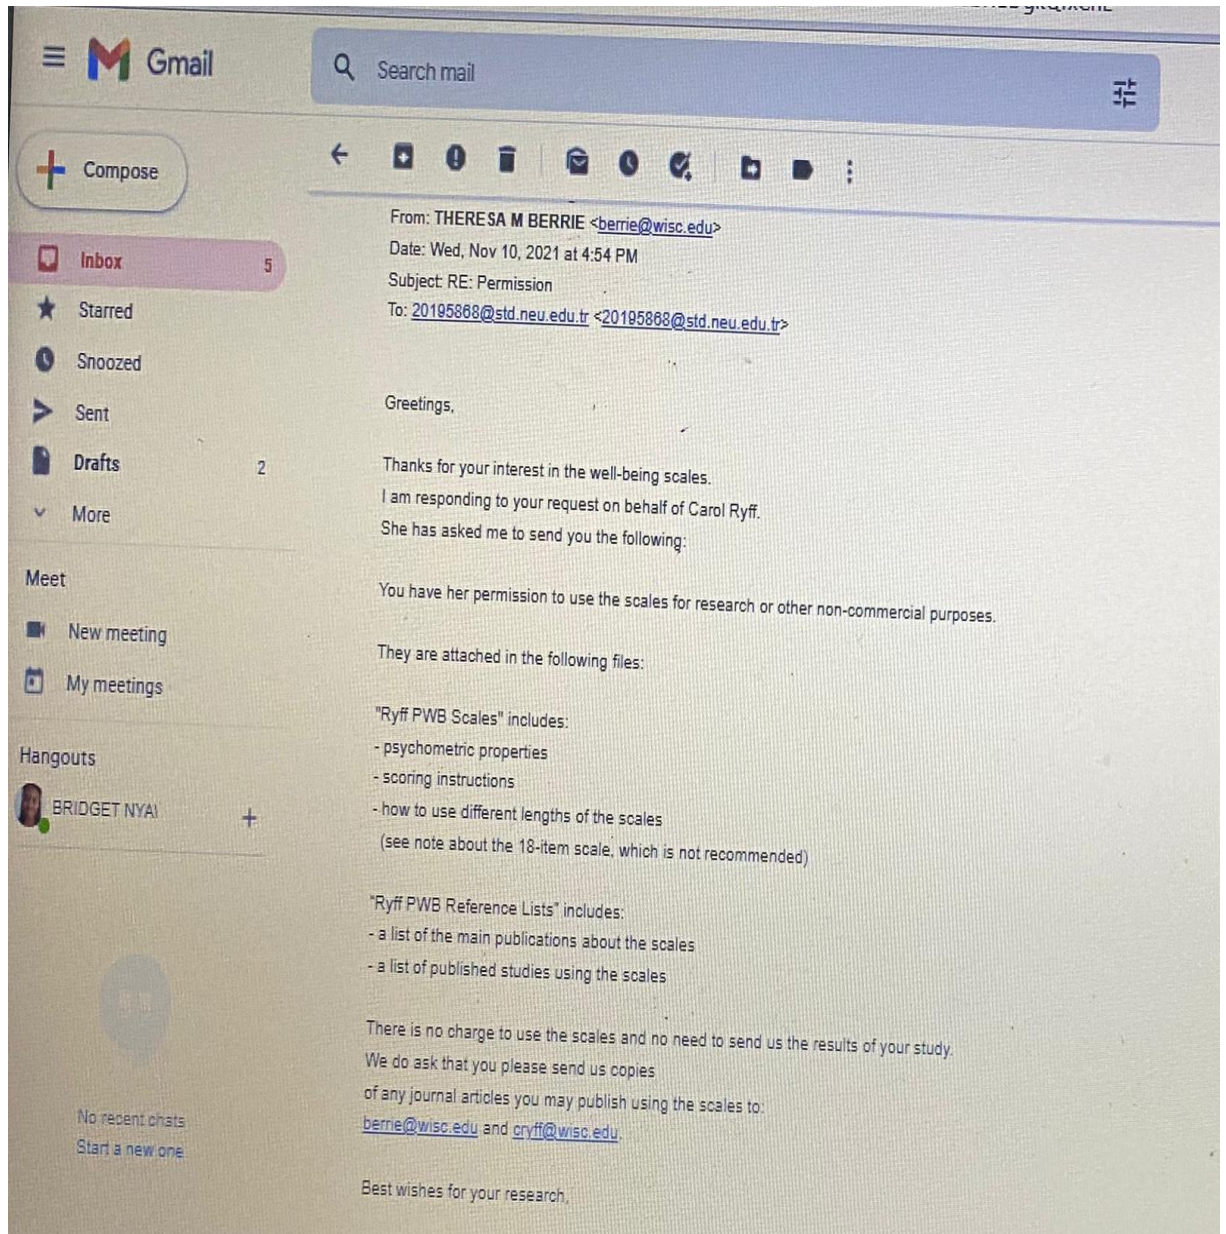 Gmail
Search mail
Compose
Inbox 5
Starred
Snoozed
Sent
Drafts 2
More
Meet
New meeting
My meetings
Hangouts
BRIDGET NYAI
No recent chats
Start a new one
From: THERESA M BERRIE <berrie@wisc.edu>
Date: Wed, Nov 10, 2021 at 4:54 PM
Subject: RE: Permission
To: 20195868@std.neu.edu.tr <20195868@std.neu.edu.tr>
Greetings,
Thanks for your interest in the well-being scales.
I am responding to your request on behalf of Carol Ryff.
She has asked me to send you the following:
You have her permission to use the scales for research or other non-commercial purposes.
They are attached in the following files:
"Ryff PWB Scales" includes:
- psychometric properties
- scoring instructions
- how to use different lengths of the scales
(see note about the 18-item scale, which is not recommended)
"Ryff PWB Reference Lists" includes:
- a list of the main publications about the scales
- a list of published studies using the scales
There is no charge to use the scales and no need to send us the results of your study.
We do ask that you please send us copies
of any journal articles you may publish using the scales to:
berrie@wisc.edu and cryff@wisc.edu.
Best wishes for your research,